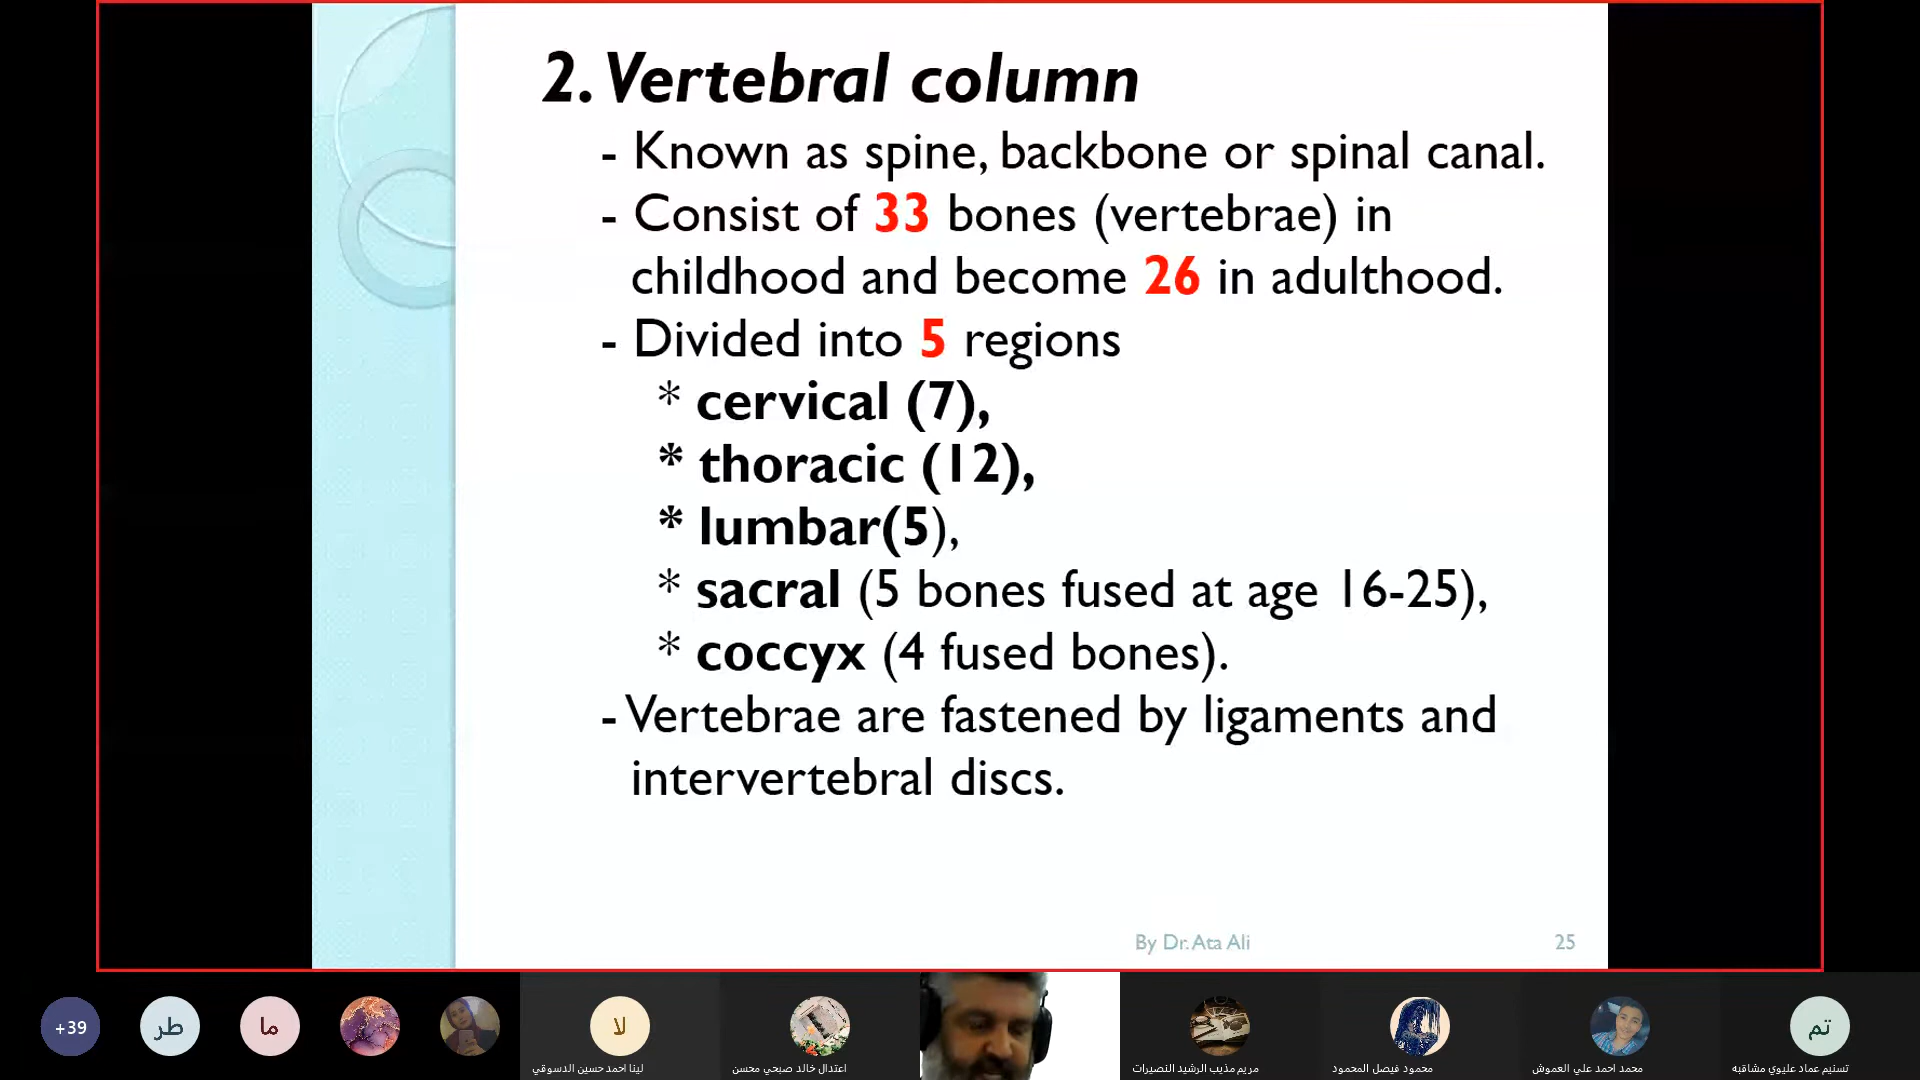 2. Vertebral column
- Known as spine, backbone or spinal canal.
- Consist of 33 bones (vertebrae) in
childhood and become 26 in adulthood.
- Divided into 5 regions
* cervical (7),
* thoracic (12),
* lumbar(5),
* sacral (5 bones fused at age 16-25),
* coccyx (4 fused bones).
- Vertebrae are fastened by ligaments and
intervertebral discs.
By Dr. Ata Ali
25
+39
طر
ما
لا
تم
لينا احمد حسين الدسوقي
اعتدال خالد صبحي محسن
مريم مذيب الرشيد النصيرات
محمود فيصل المحمود
محمد احمد علي العموش
تسنيم عماد عليوي مشاقبه